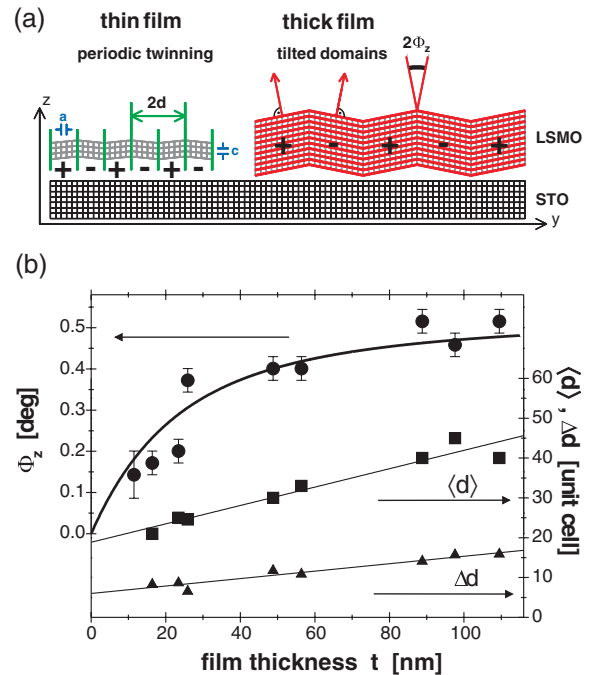 (a)
thin film
thick film
periodic twinning
tilted domains
2Φz
z
a
2d
c
LSMO
+ - + - + -
+ - + - +
STO
y
(b)
0.5
0.4
0.3
0.2
0.1
0.0
Φz [deg]
60
50
40
30
20
10
0
⟨d⟩, Δd [unit cell]
⟨d⟩
Δd
0 20 40 60 80 100
film thickness t [nm]